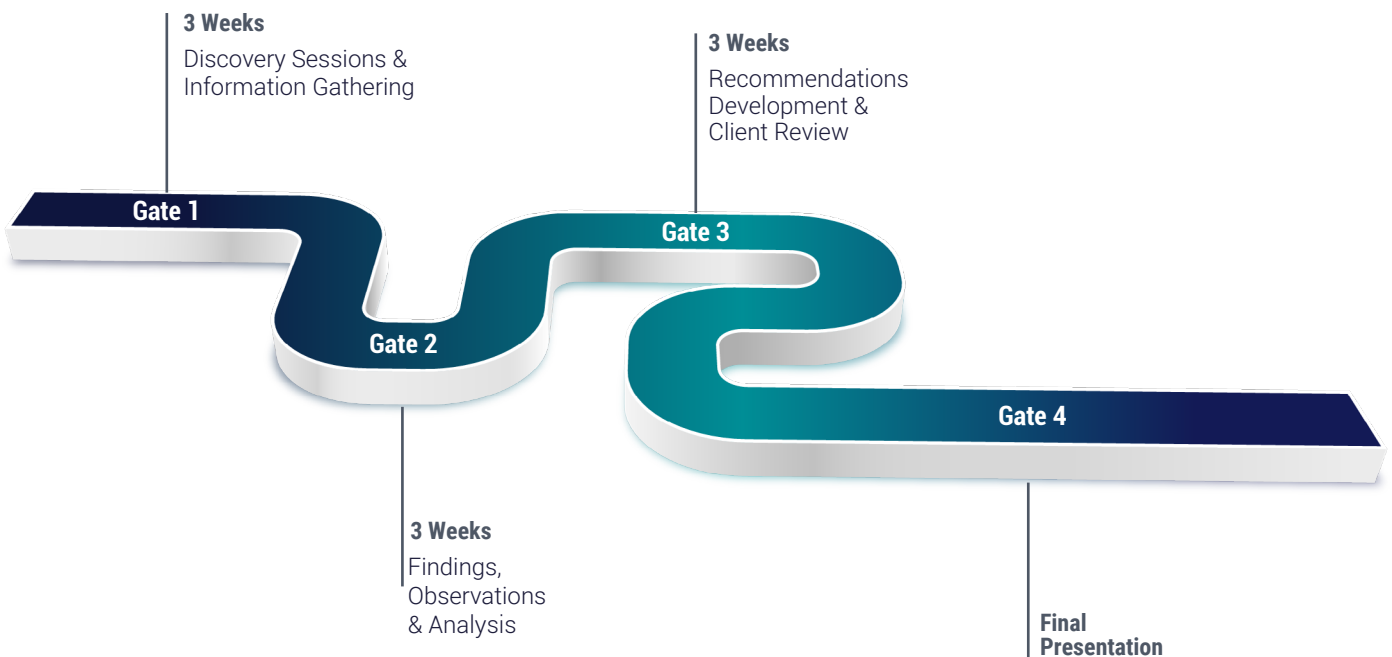 3 Weeks
Discovery Sessions &
Information Gathering
3 Weeks
Recommendations
Development &
Client Review
Gate 1
Gate 3
Gate 2
Gate 4
3 Weeks
Findings,
Observations
& Analysis
Final
Presentation